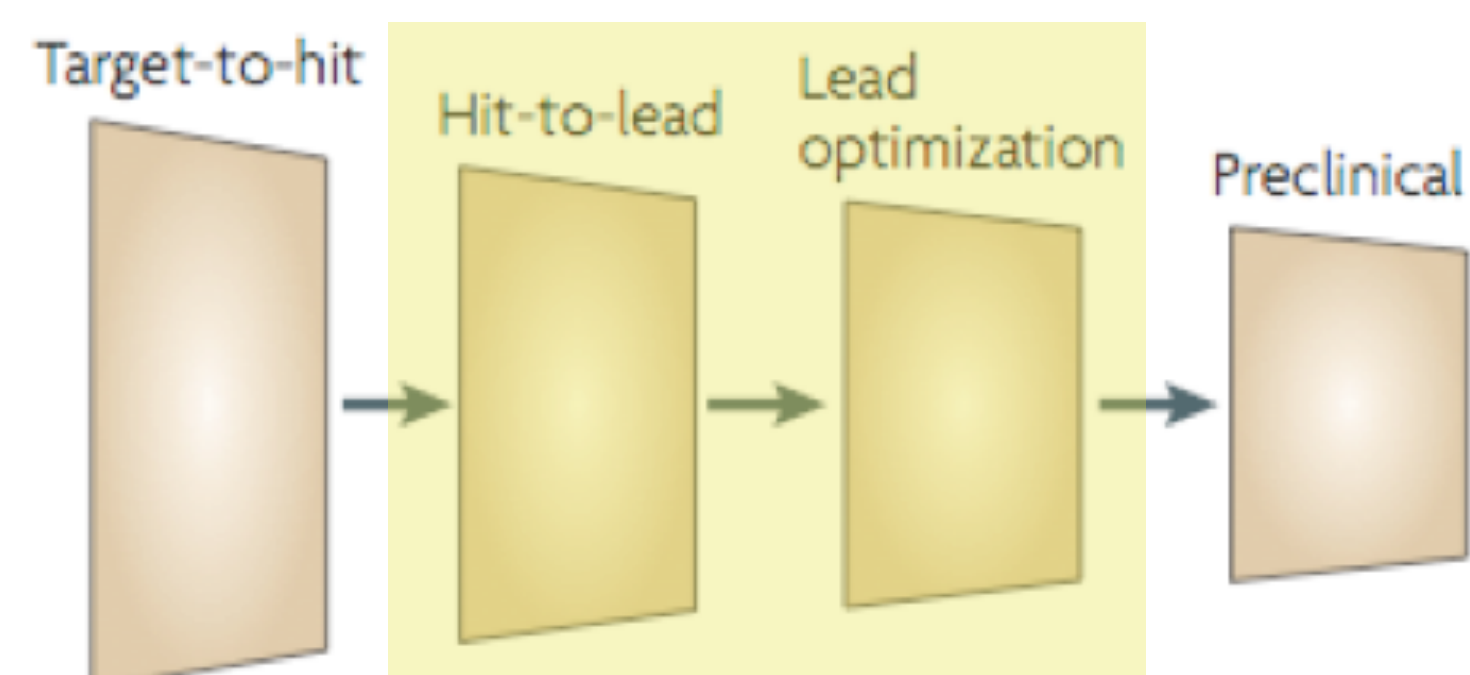 Target-to-hit
Hit-to-lead
Lead
optimization
Preclinical